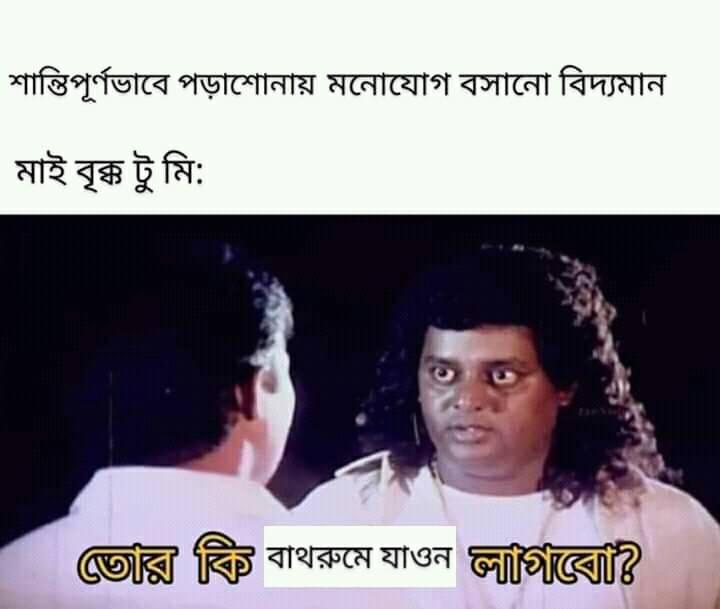 শান্তিপূর্ণভাবে পড়াশোনায় মনোযোগ বসানো বিদ্যমান
মাই বৃক্ক টু মি:
তোর কি বাথরুমে যাওন লাগবো?